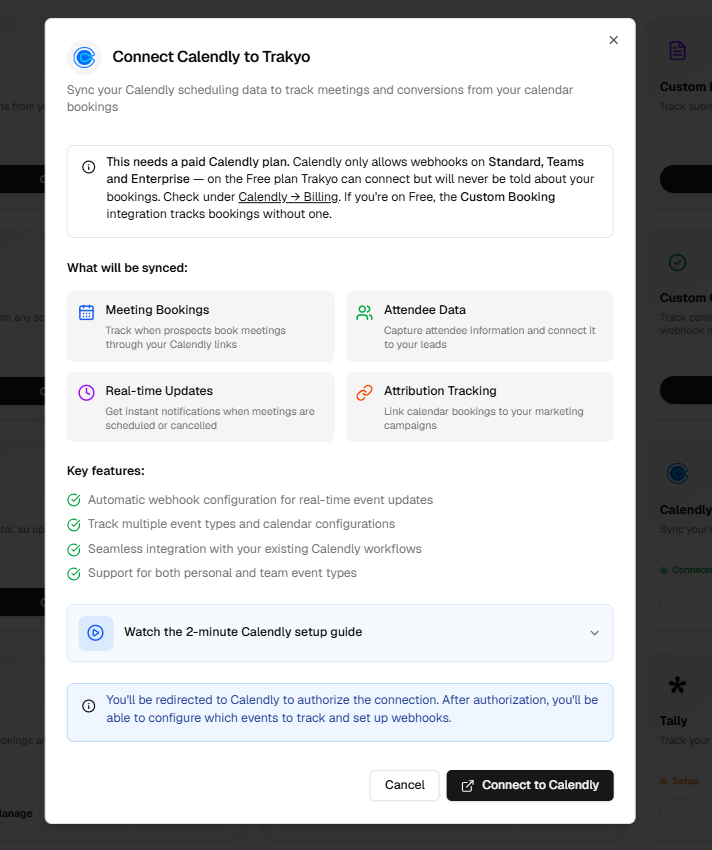 Connect Calendly to Trakyo
Sync your Calendly scheduling data to track meetings and conversions from your calendar
bookings
This needs a paid Calendly plan. Calendly only allows webhooks on Standard, Teams
and Enterprise — on the Free plan Trakyo can connect but will never be told about your
bookings. Check under Calendly → Billing. If you're on Free, the Custom Booking
integration tracks bookings without one.
What will be synced:
Meeting Bookings
Track when prospects book meetings
through your Calendly links
Attendee Data
Capture attendee information and connect it
to your leads
Real-time Updates
Get instant notifications when meetings are
scheduled or cancelled
Attribution Tracking
Link calendar bookings to your marketing
campaigns
Key features:
Automatic webhook configuration for real-time event updates
Track multiple event types and calendar configurations
Seamless integration with your existing Calendly workflows
Support for both personal and team event types
Watch the 2-minute Calendly setup guide
You'll be redirected to Calendly to authorize the connection. After authorization, you'll be
able to configure which events to track and set up webhooks.
Cancel
Connect to Calendly
Custom
Track
Custom
Track
webhook
Calendly
Sync your
Tally
Track your
Setup